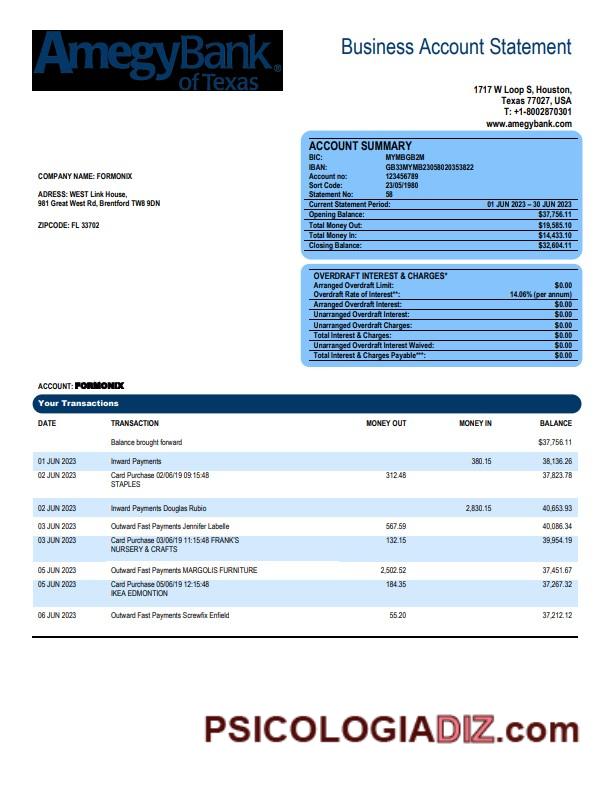 AmegyBank®
of Texas
Business Account Statement
1717 W Loop S, Houston,
Texas 77027, USA
T: +1-8002870301
www.amegybank.com
COMPANY NAME: FORMONIX
ADRESS: WEST Link House,
981 Great West Rd, Brentford TW8 9DN
ZIPCODE: FL 33702
ACCOUNT SUMMARY
BIC: MYMBGB2M
IBAN: GB33MYMB23058020353822
Account no: 123456789
Sort Code: 23/05/1980
Statement No: 58
Current Statement Period: 01 JUN 2023 – 30 JUN 2023
Opening Balance: $37,756.11
Total Money Out: $19,585.10
Total Money In: $14,433.10
Closing Balance: $32,604.11
OVERDRAFT INTEREST & CHARGES*
Arranged Overdraft Limit: $0.00
Overdraft Rate of Interest**: 14.06% (per annum)
Arranged Overdraft Interest: $0.00
Unarranged Overdraft Interest: $0.00
Unarranged Overdraft Charges: $0.00
Total Interest & Charges: $0.00
Unarranged Overdraft Interest Waived: $0.00
Total Interest & Charges Payable***: $0.00
ACCOUNT: FORMONIX
Your Transactions
DATE TRANSACTION MONEY OUT MONEY IN BALANCE
Balance brought forward $37,756.11
01 JUN 2023 Inward Payments 380.15 38,136.26
02 JUN 2023 Card Purchase 02/06/19 09:15:48 312.48 37,823.78
STAPLES
02 JUN 2023 Inward Payments Douglas Rubio 2,830.15 40,653.93
03 JUN 2023 Outward Fast Payments Jennifer Labelle 567.59 40,086.34
03 JUN 2023 Card Purchase 03/06/19 11:15:48 FRANK'S 132.15 39,954.19
NURSERY & CRAFTS
05 JUN 2023 Outward Fast Payments MARGOLIS FURNITURE 2,502.52 37,451.67
05 JUN 2023 Card Purchase 05/06/19 12:15:48 184.35 37,267.32
IKEA EDMONTION
06 JUN 2023 Outward Fast Payments Screwfix Enfield 55.20 37,212.12
PSICOLOGIADIZ.com